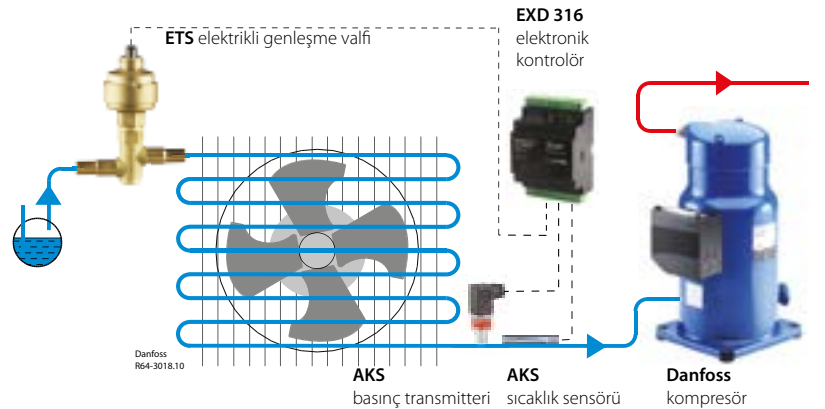 ETS elektrikli genleşme valfi
EXD 316
elektronik
kontrolör
Danfoss
R64-3018.10
AKS
basınç transmitteri
AKS
sıcaklık sensörü
Danfoss
kompresör